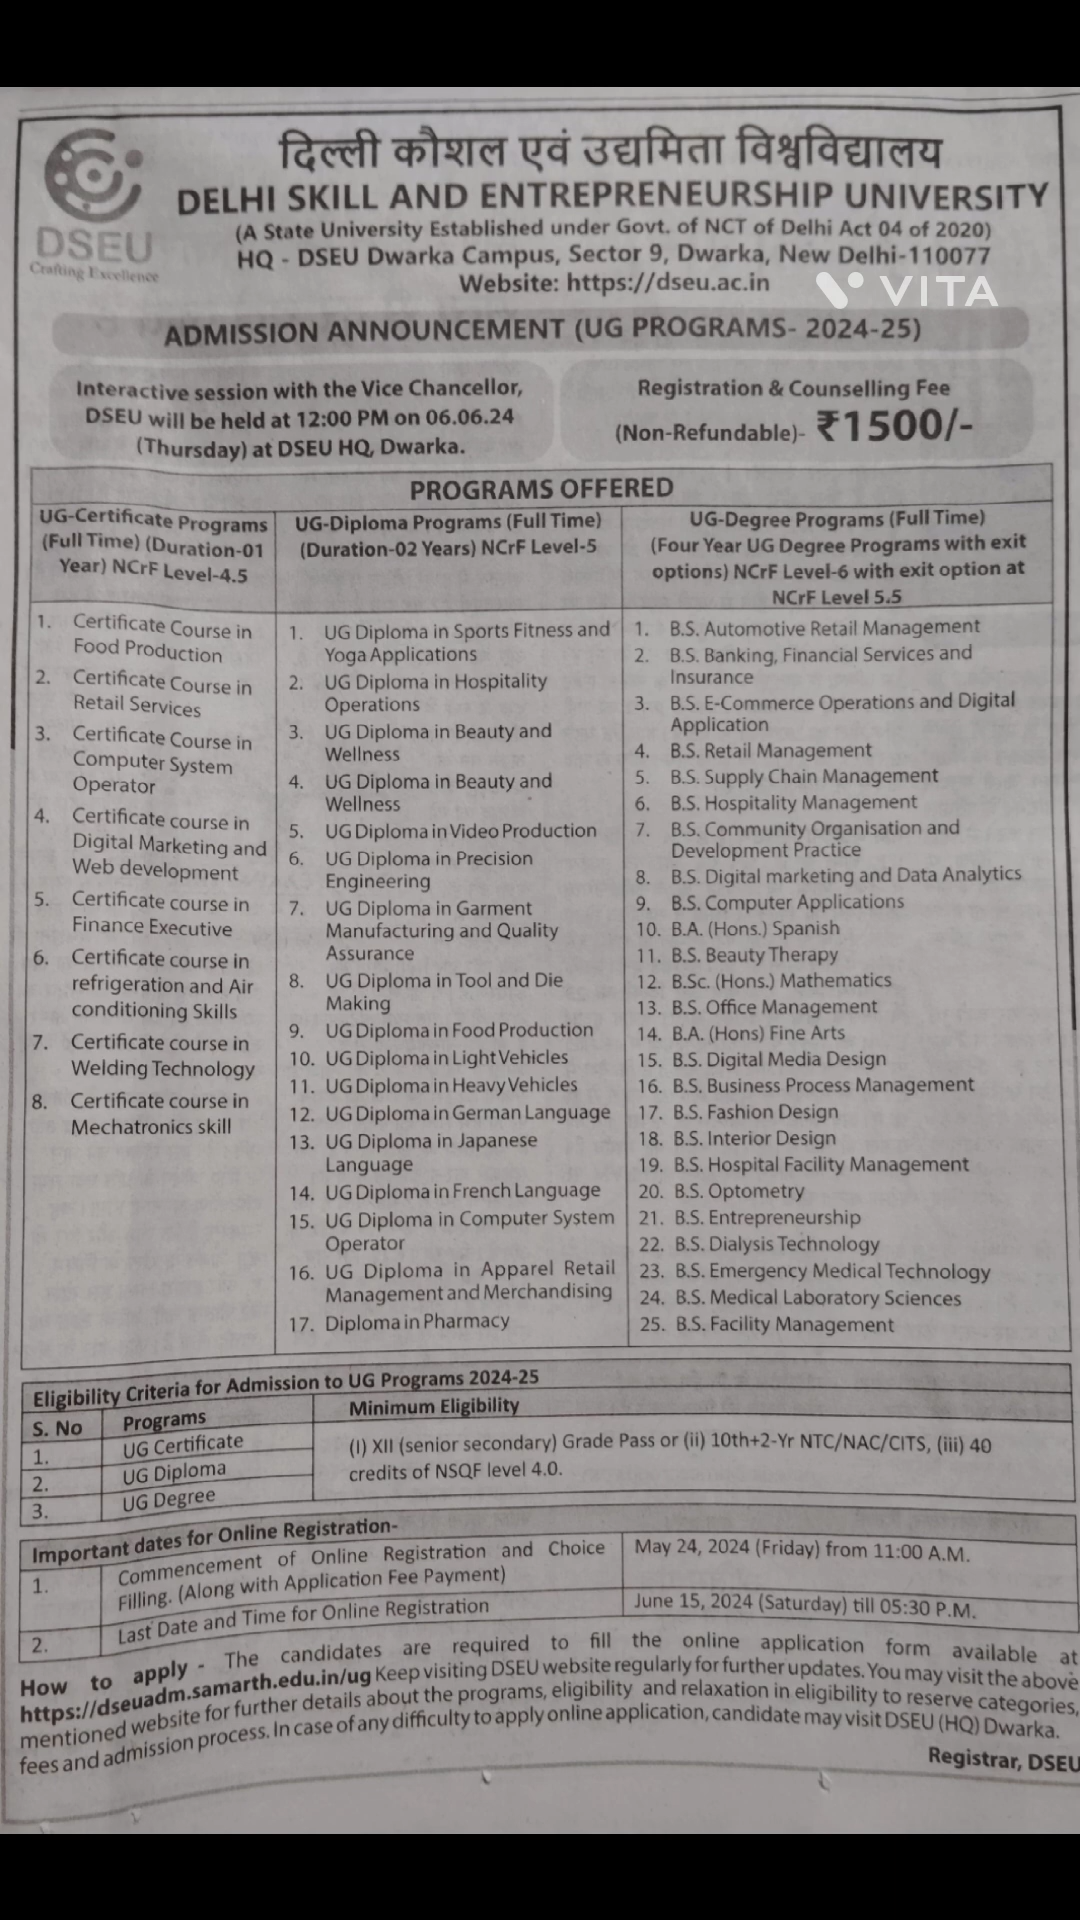 दिल्ली कौशल एवं उद्यमिता विश्वविद्यालय
DELHI SKILL AND ENTREPRENEURSHIP UNIVERSITY
DSEU
Crafting Excellence
(A State University Established under Govt. of NCT of Delhi Act 04 of 2020)
HQ - DSEU Dwarka Campus, Sector 9, Dwarka, New Delhi-110077
Website: https://dseu.ac.in
VITA
ADMISSION ANNOUNCEMENT (UG PROGRAMS- 2024-25)
Interactive session with the Vice Chancellor,
DSEU will be held at 12:00 PM on 06.06.24
(Thursday) at DSEU HQ, Dwarka.
Registration & Counselling Fee
(Non-Refundable)- ₹1500/-
PROGRAMS OFFERED
UG-Certificate Programs
(Full Time) (Duration-01
Year) NCrF Level-4.5
1. Certificate Course in
Food Production
2. Certificate Course in
Retail Services
3. Certificate Course in
Computer System
Operator
4. Certificate course in
Digital Marketing and
Web development
5. Certificate course in
Finance Executive
6. Certificate course in
refrigeration and Air
conditioning Skills
7. Certificate course in
Welding Technology
8. Certificate course in
Mechatronics skill
UG-Diploma Programs (Full Time)
(Duration-02 Years) NCrF Level-5
1. UG Diploma in Sports Fitness and
Yoga Applications
2. UG Diploma in Hospitality
Operations
3. UG Diploma in Beauty and
Wellness
4. UG Diploma in Beauty and
Wellness
5. UG Diploma in Video Production
6. UG Diploma in Precision
Engineering
7. UG Diploma in Garment
Manufacturing and Quality
Assurance
8. UG Diploma in Tool and Die
Making
9. UG Diploma in Food Production
10. UG Diploma in Light Vehicles
11. UG Diploma in Heavy Vehicles
12. UG Diploma in German Language
13. UG Diploma in Japanese
Language
14. UG Diploma in French Language
15. UG Diploma in Computer System
Operator
16. UG Diploma in Apparel Retail
Management and Merchandising
17. Diploma in Pharmacy
UG-Degree Programs (Full Time)
(Four Year UG Degree Programs with exit
options) NCrF Level-6 with exit option at
NCrF Level 5.5
1. B.S. Automotive Retail Management
2. B.S. Banking, Financial Services and
Insurance
3. B.S. E-Commerce Operations and Digital
Application
4. B.S. Retail Management
5. B.S. Supply Chain Management
6. B.S. Hospitality Management
7. B.S. Community Organisation and
Development Practice
8. B.S. Digital marketing and Data Analytics
9. B.S. Computer Applications
10. B.A. (Hons.) Spanish
11. B.S. Beauty Therapy
12. B.Sc. (Hons.) Mathematics
13. B.S. Office Management
14. B.A. (Hons) Fine Arts
15. B.S. Digital Media Design
16. B.S. Business Process Management
17. B.S. Fashion Design
18. B.S. Interior Design
19. B.S. Hospital Facility Management
20. B.S. Optometry
21. B.S. Entrepreneurship
22. B.S. Dialysis Technology
23. B.S. Emergency Medical Technology
24. B.S. Medical Laboratory Sciences
25. B.S. Facility Management
Eligibility Criteria for Admission to UG Programs 2024-25
S. No Programs Minimum Eligibility
1. UG Certificate
2. UG Diploma
3. UG Degree
(I) XII (senior secondary) Grade Pass or (ii) 10th+2-Yr NTC/NAC/CITS, (iii) 40
credits of NSQF level 4.0.
Important dates for Online Registration-
1. Commencement of Online Registration and Choice
Filling. (Along with Application Fee Payment)
May 24, 2024 (Friday) from 11:00 A.M.
2. Last Date and Time for Online Registration
June 15, 2024 (Saturday) till 05:30 P.M.
How to apply - The candidates are required to fill the online application form available at
https://dseuadm.samarth.edu.in/ug Keep visiting DSEU website regularly for further updates. You may visit the above
mentioned website for further details about the programs, eligibility and relaxation in eligibility to reserve categories,
fees and admission process. In case of any difficulty to apply online application, candidate may visit DSEU (HQ) Dwarka.
Registrar, DSEU